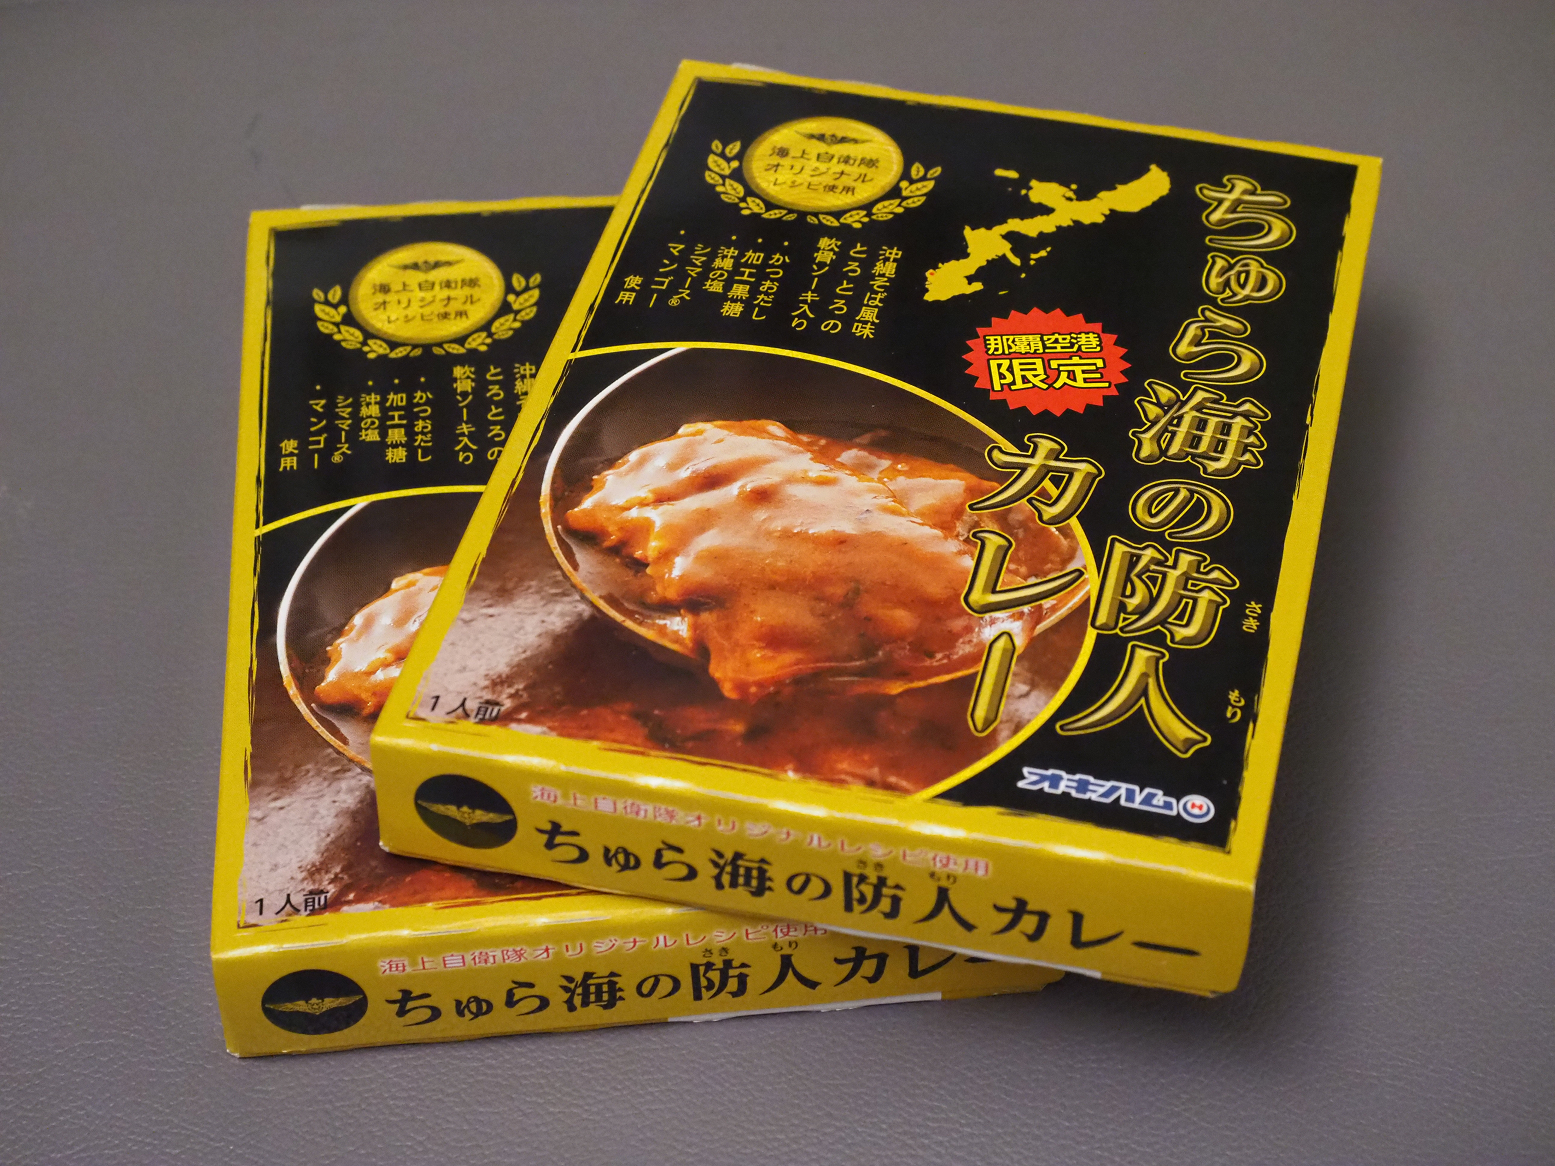 ちゅら海の防人
さき
もり
カレー
那覇空港
限定
海上自衛隊
オリジナル
レシピ使用
沖縄そば風味
とろとろの
軟骨ソーキ入り
・かつおだし
・加工黒糖
・沖縄の塩
シママース®
・マンゴー
使用
1人前
オキハム
海上自衛隊オリジナルレシピ使用
さき もり
ちゅら海の防人カレー
海上自衛隊
オリジナル
レシピ使用
沖縄そ
とろとろの
軟骨ソーキ入り
・かつおだし
・加工黒糖
・沖縄の塩
シママース®
・マンゴー
使用
1人前
海上自衛隊オリジナルレシピ使用
さき もり
ちゅら海の防人カレー